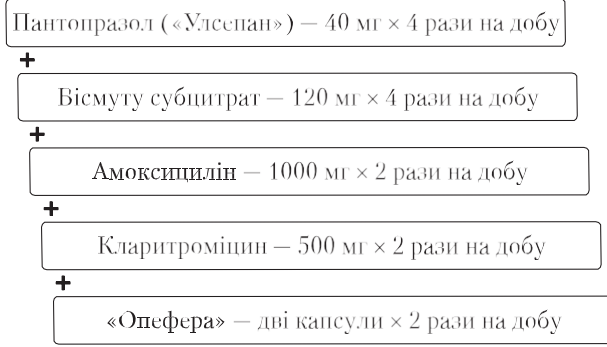 Пантопразол («Улсепан») — 40 мг × 4 рази на добу
+
Вісмуту субцитрат — 120 мг × 4 рази на добу
+
Амоксицилін — 1000 мг × 2 рази на добу
+
Кларитроміцин — 500 мг × 2 рази на добу
+
«Опефера» — дві капсули × 2 рази на добу